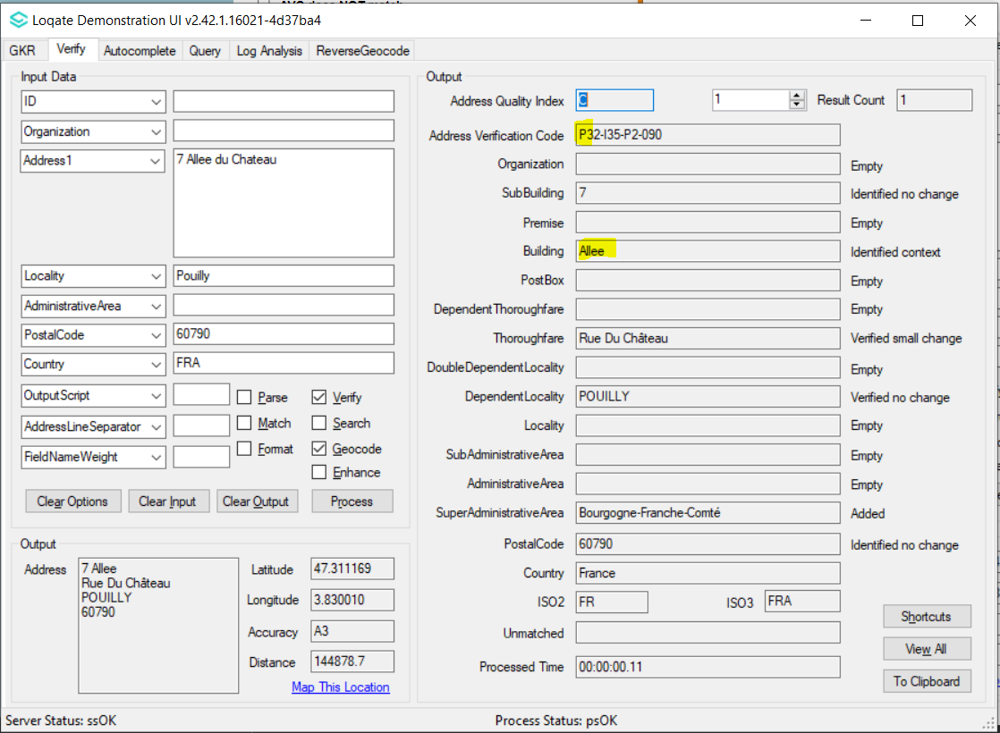 AVC does NOT match
Loqate Demonstration UI v2.42.1.16021-4d37ba4
GKR Verify Autocomplete Query Log Analysis ReverseGeocode
Input Data
ID
Organization
Address1 7 Allee du Chateau
Locality Pouilly
AdministrativeArea
PostalCode 60790
Country FRA
OutputScript Parse Verify
AddressLineSeparator Match Search
FieldNameWeight Format Geocode
Enhance
Clear Options Clear Input Clear Output Process
Output
Address 7 Allee
Rue Du Château
POUILLY
60790
Latitude 47.311169
Longitude 3.830010
Accuracy A3
Distance 144878.7
Map This Location
Output
Address Quality Index C 1 Result Count 1
Address Verification Code P32-I35-P2-090
Organization Empty
SubBuilding 7 Identified no change
Premise Empty
Building Allee Identified context
PostBox Empty
DependentThoroughfare Empty
Thoroughfare Rue Du Château Verified small change
DoubleDependentLocality Empty
DependentLocality POUILLY Verified no change
Locality Empty
SubAdministrativeArea Empty
AdministrativeArea Empty
SuperAdministrativeArea Bourgogne-Franche-Comté Added
PostalCode 60790 Identified no change
Country France
ISO2 FR ISO3 FRA
Unmatched
Processed Time 00:00:00.11
Shortcuts
View All
To Clipboard
Server Status: ssOK Process Status: psOK